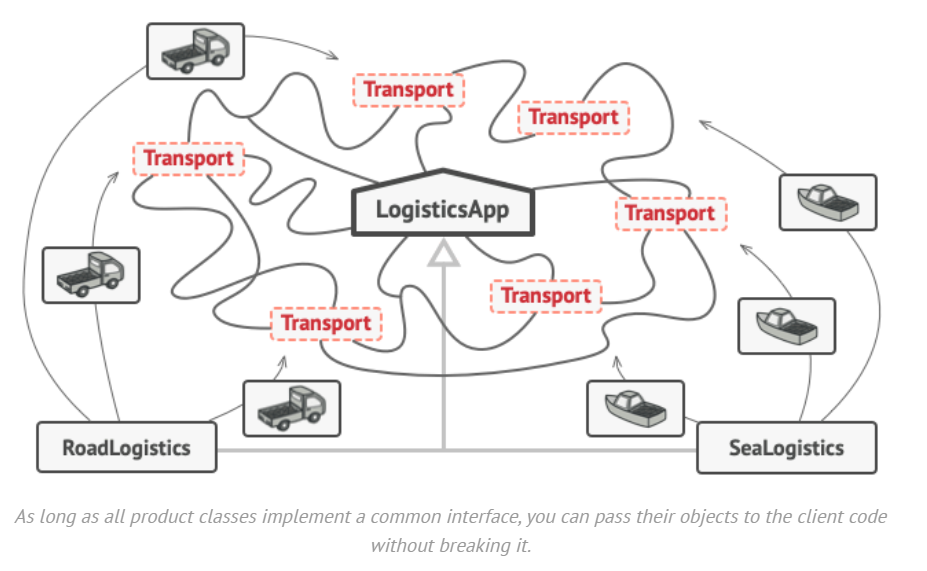 Transport
Transport
Transport
LogisticsApp
Transport
Transport
Transport
RoadLogistics
SeaLogistics
As long as all product classes implement a common interface, you can pass their objects to the client code
without breaking it.